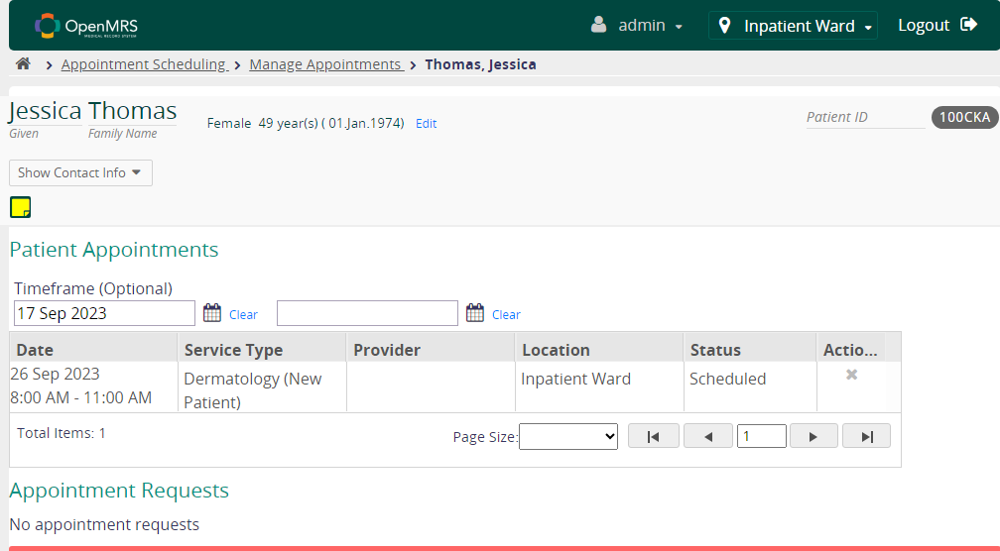 OpenMRS
MEDICAL RECORD SYSTEM
admin
Inpatient Ward
Logout
Appointment Scheduling
Manage Appointments
Thomas, Jessica
Jessica Thomas
Given
Family Name
Female 49 year(s) ( 01.Jan.1974) Edit
Patient ID
100CKA
Show Contact Info
Patient Appointments
Timeframe (Optional)
17 Sep 2023
Clear
Clear
Date
Service Type
Provider
Location
Status
Actio...
26 Sep 2023
8:00 AM - 11:00 AM
Dermatology (New
Patient)
Inpatient Ward
Scheduled
Total Items: 1
Page Size:
1
Appointment Requests
No appointment requests